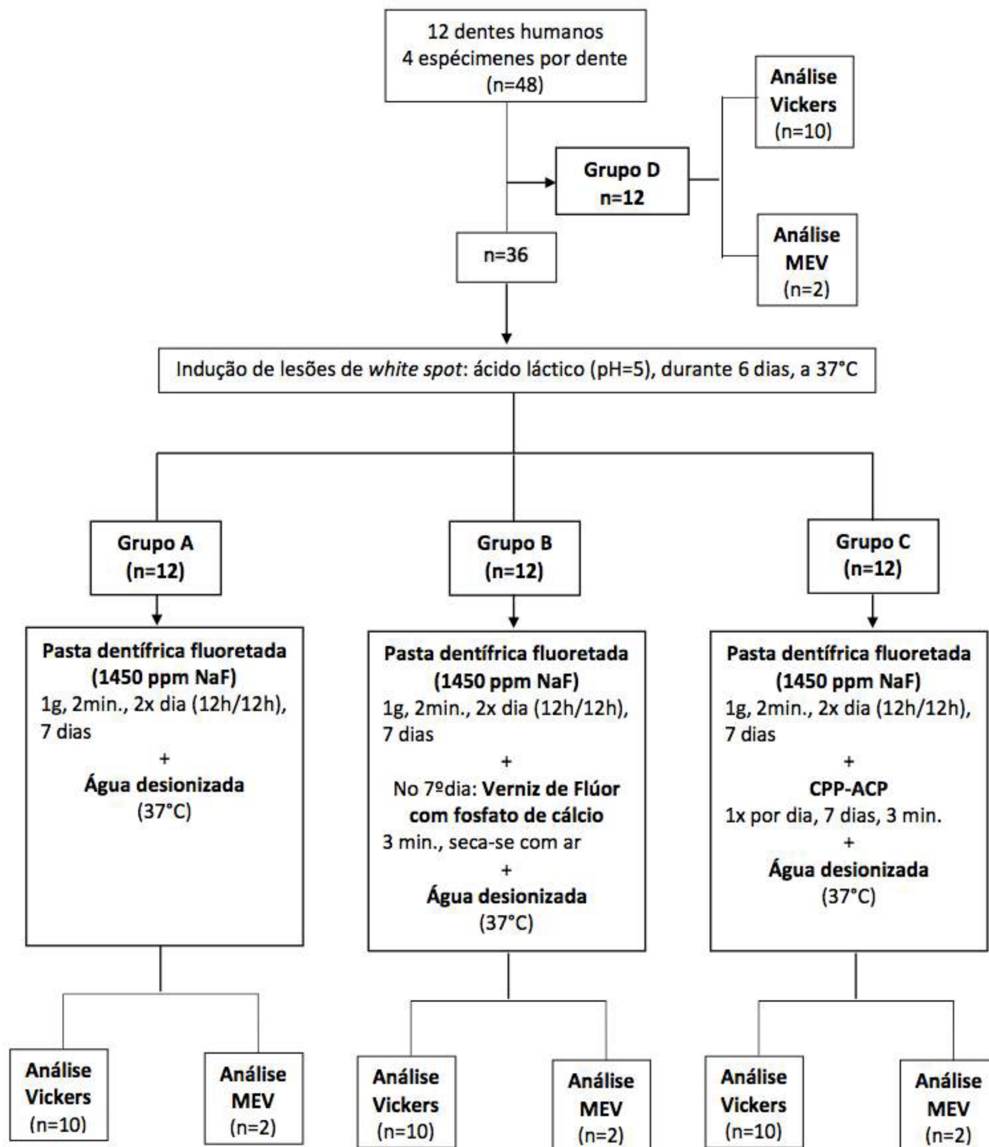 12 dentes humanos
4 espécimenes por dente
(n=48)
Análise
Vickers
(n=10)
Grupo D
n=12
Análise
MEV
(n=2)
n=36
Indução de lesões de white spot: ácido láctico (pH=5), durante 6 dias, a 37°C
Grupo A
(n=12)
Grupo B
(n=12)
Grupo C
(n=12)
Pasta dentífrica fluoretada
(1450 ppm NaF)
1g, 2min., 2x dia (12h/12h),
7 dias
+
Água desionizada
(37°C)
Pasta dentífrica fluoretada
(1450 ppm NaF)
1g, 2min., 2x dia (12h/12h),
7 dias
+
No 7ºdia: Verniz de Flúor
com fosfato de cálcio
3 min., seca-se com ar
+
Água desionizada
(37°C)
Pasta dentífrica fluoretada
(1450 ppm NaF)
1g, 2min., 2x dia (12h/12h),
7 dias
+
CPP-ACP
1x por dia, 7 dias, 3 min.
+
Água desionizada
(37°C)
Análise
Vickers
(n=10)
Análise
MEV
(n=2)
Análise
Vickers
(n=10)
Análise
MEV
(n=2)
Análise
Vickers
(n=10)
Análise
MEV
(n=2)